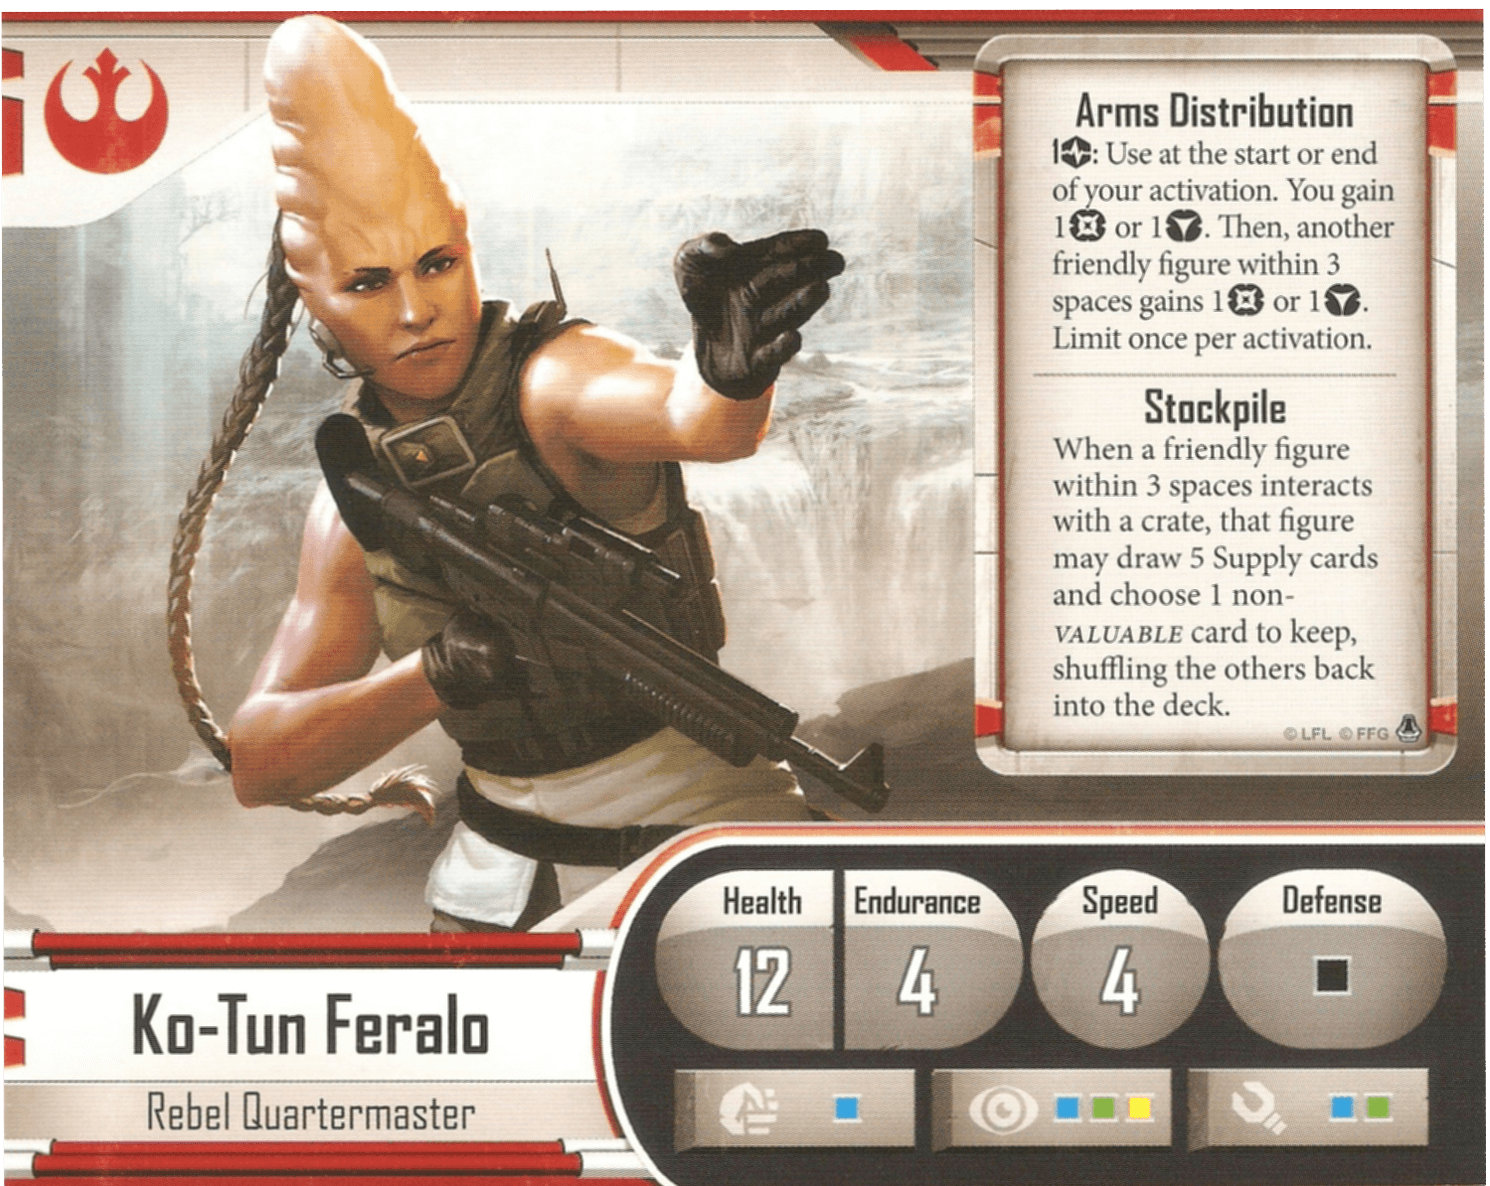 Arms Distribution
1: Use at the start or end
of your activation. You gain
1 or 1. Then, another
friendly figure within 3
spaces gains 1 or 1.
Limit once per activation.
Stockpile
When a friendly figure
within 3 spaces interacts
with a crate, that figure
may draw 5 Supply cards
and choose 1 non-
VALUABLE card to keep,
shuffling the others back
into the deck.
© LFL © FFG
Health Endurance Speed Defense
12 4 4
Ko-Tun Feralo
Rebel Quartermaster